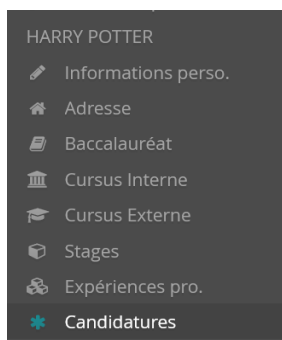 HARRY POTTER
Informations perso.
Adresse
Baccalauréat
Cursus Interne
Cursus Externe
Stages
Expériences pro.
Candidatures